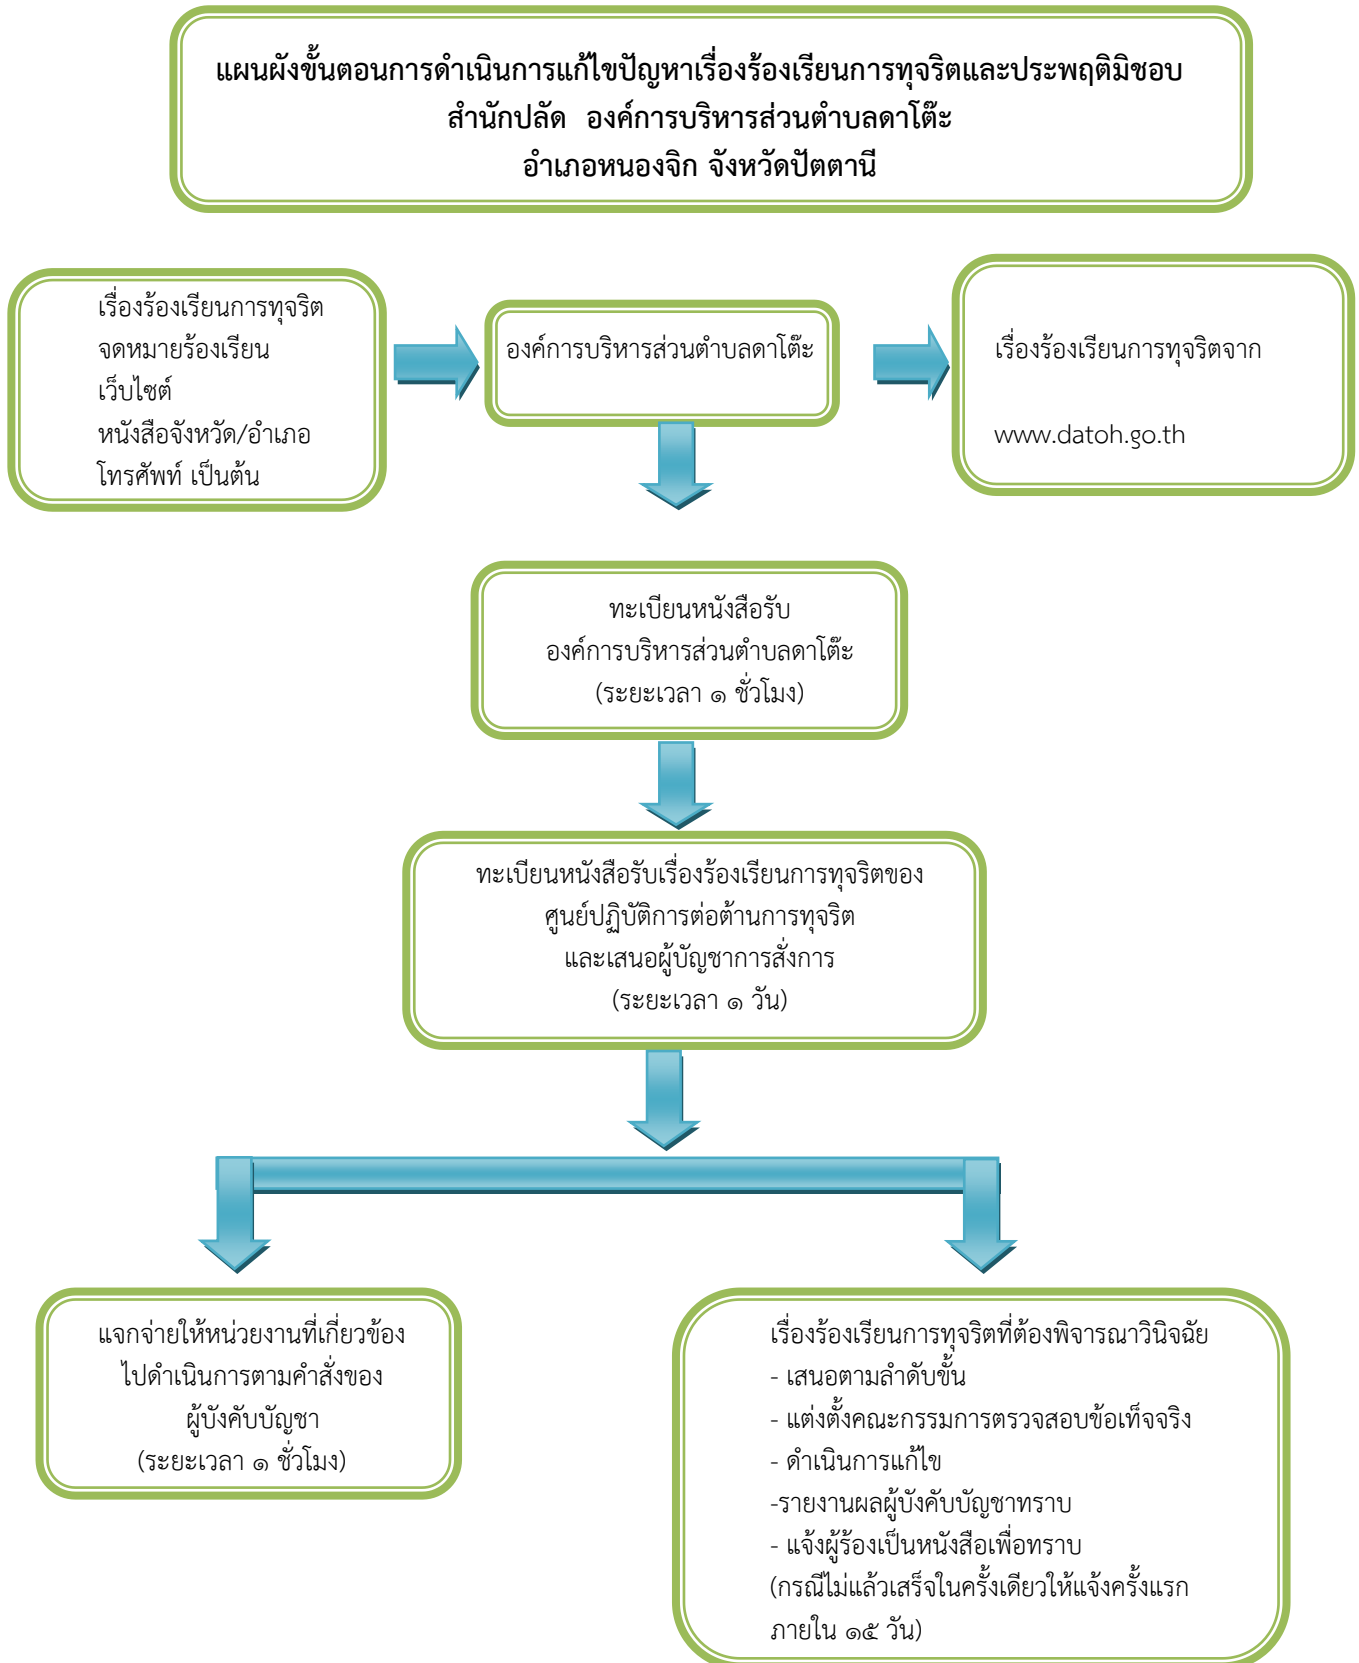 แผนผังขั้นตอนการดำเนินการแก้ไขปัญหาเรื่องร้องเรียนการทุจริตและประพฤติมิชอบ
สำนักปลัด องค์การบริหารส่วนตำบลดาโต๊ะ
อำเภอหนองจิก จังหวัดปัตตานี
เรื่องร้องเรียนการทุจริต
จดหมายร้องเรียน
เว็บไซต์
หนังสือจังหวัด/อำเภอ
โทรศัพท์ เป็นต้น
องค์การบริหารส่วนตำบลดาโต๊ะ
เรื่องร้องเรียนการทุจริตจาก
www.datoh.go.th
ทะเบียนหนังสือรับ
องค์การบริหารส่วนตำบลดาโต๊ะ
(ระยะเวลา ๑ ชั่วโมง)
ทะเบียนหนังสือรับเรื่องร้องเรียนการทุจริตของ
ศูนย์ปฏิบัติการต่อต้านการทุจริต
และเสนอผู้บัญชาการสั่งการ
(ระยะเวลา ๑ วัน)
แจกจ่ายให้หน่วยงานที่เกี่ยวข้อง
ไปดำเนินการตามคำสั่งของ
ผู้บังคับบัญชา
(ระยะเวลา ๑ ชั่วโมง)
เรื่องร้องเรียนการทุจริตที่ต้องพิจารณาวินิจฉัย
- เสนอตามลำดับขั้น
- แต่งตั้งคณะกรรมการตรวจสอบข้อเท็จจริง
- ดำเนินการแก้ไข
-รายงานผลผู้บังคับบัญชาทราบ
- แจ้งผู้ร้องเป็นหนังสือเพื่อทราบ
(กรณีไม่แล้วเสร็จในครั้งเดียวให้แจ้งครั้งแรก
ภายใน ๑๕ วัน)